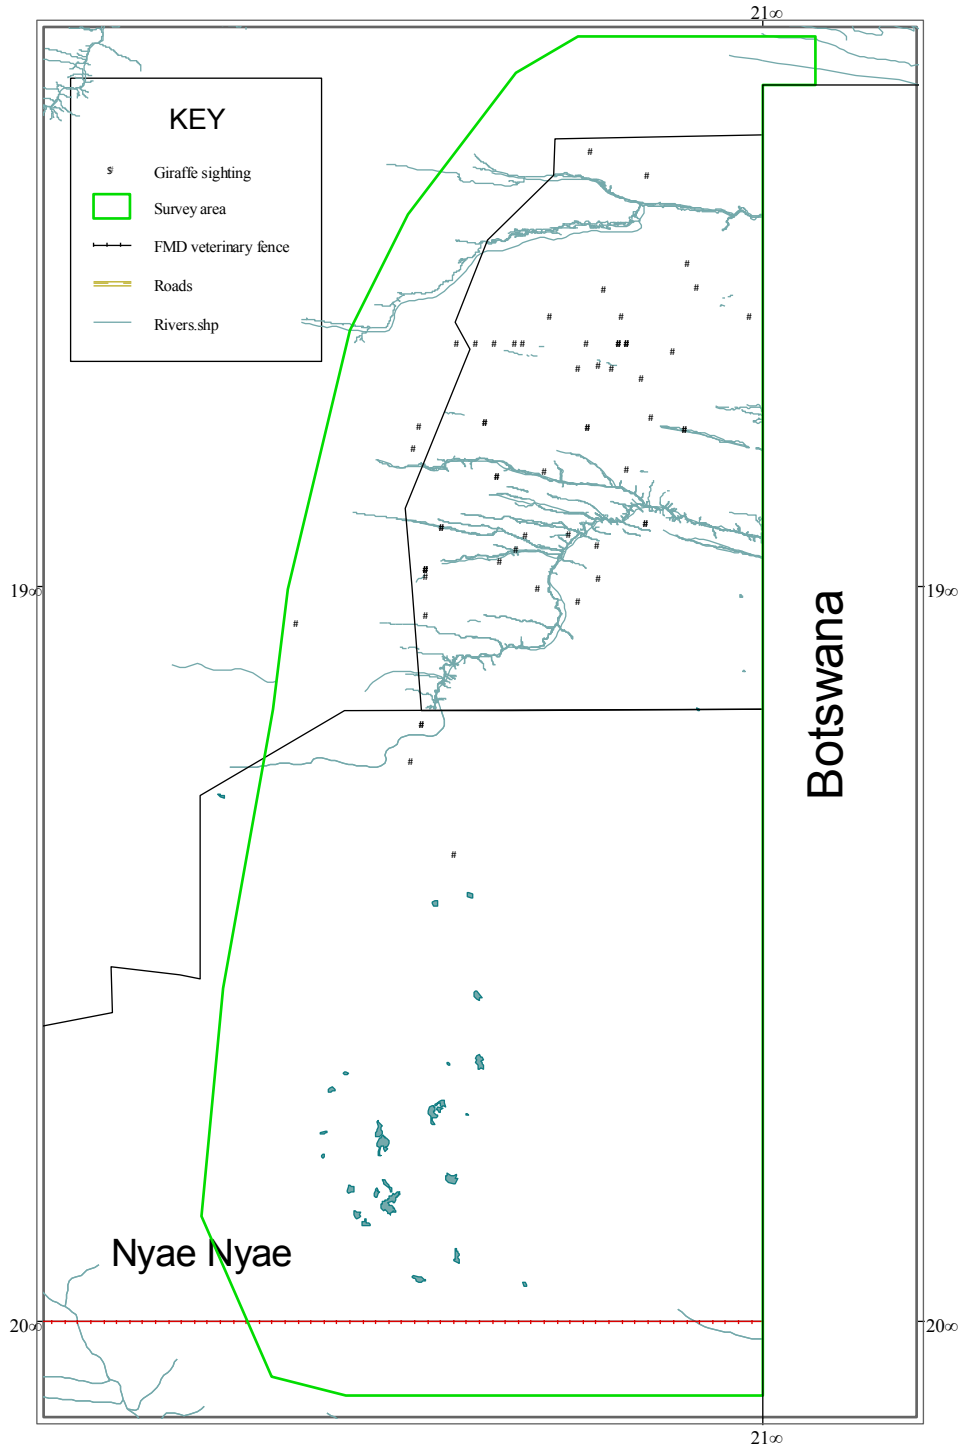 21∞
KEY
$# Giraffe sighting
Survey area
FMD veterinary fence
Roads
Rivers.shp
19∞
19∞
Botswana
Nyae Nyae
20∞
20∞
21∞